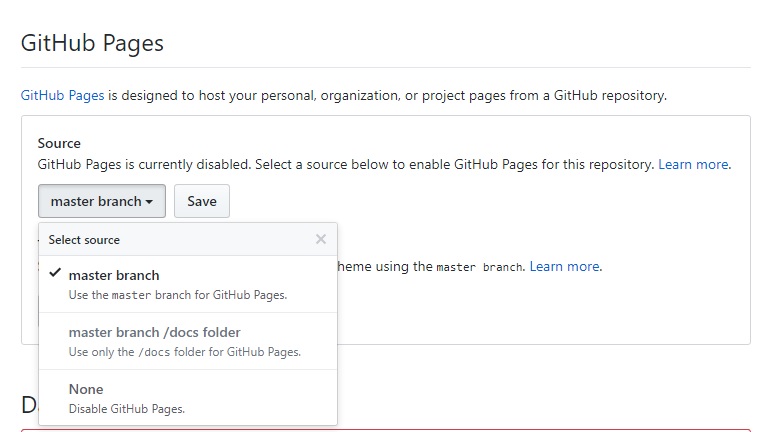 GitHub Pages
GitHub Pages is designed to host your personal, organization, or project pages from a GitHub repository.
Source
GitHub Pages is currently disabled. Select a source below to enable GitHub Pages for this repository. Learn more.
master branch Save
Select source
heme using the master branch. Learn more.
master branch
Use the master branch for GitHub Pages.
master branch /docs folder
Use only the /docs folder for GitHub Pages.
None
Disable GitHub Pages.